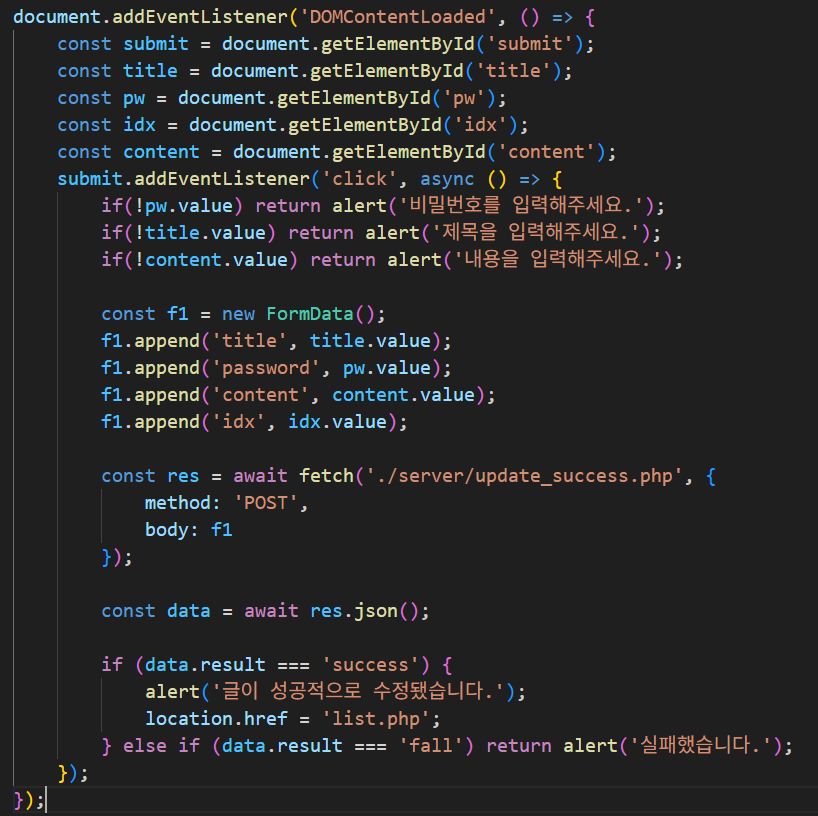 document.addEventListener('DOMContentLoaded', () => {
    const submit = document.getElementById('submit');
    const title = document.getElementById('title');
    const pw = document.getElementById('pw');
    const idx = document.getElementById('idx');
    const content = document.getElementById('content');
    submit.addEventListener('click', async () => {
        if(!pw.value) return alert('비밀번호를 입력해주세요.');
        if(!title.value) return alert('제목을 입력해주세요.');
        if(!content.value) return alert('내용을 입력해주세요.');

        const f1 = new FormData();
        f1.append('title', title.value);
        f1.append('password', pw.value);
        f1.append('content', content.value);
        f1.append('idx', idx.value);

        const res = await fetch('./server/update_success.php', {
            method: 'POST',
            body: f1
        });

        const data = await res.json();

        if (data.result === 'success') {
            alert('글이 성공적으로 수정됐습니다.');
            location.href = 'list.php';
        } else if (data.result === 'fall') return alert('실패했습니다.');
    });
});